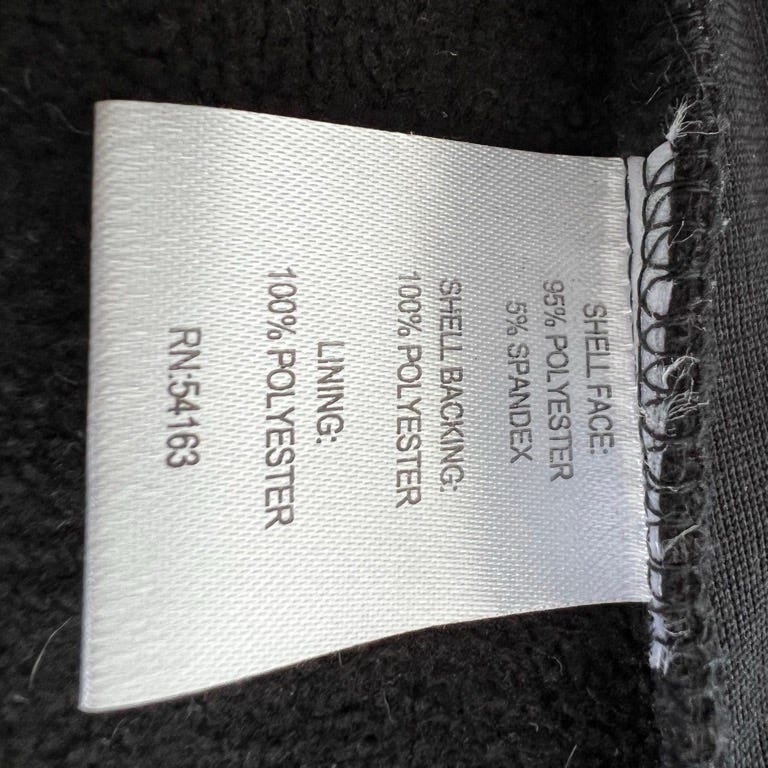 SHELL FACE:
95% POLYESTER
5% SPANDEX
SHELL BACKING:
100% POLYESTER
LINING:
100% POLYESTER
RN:54163